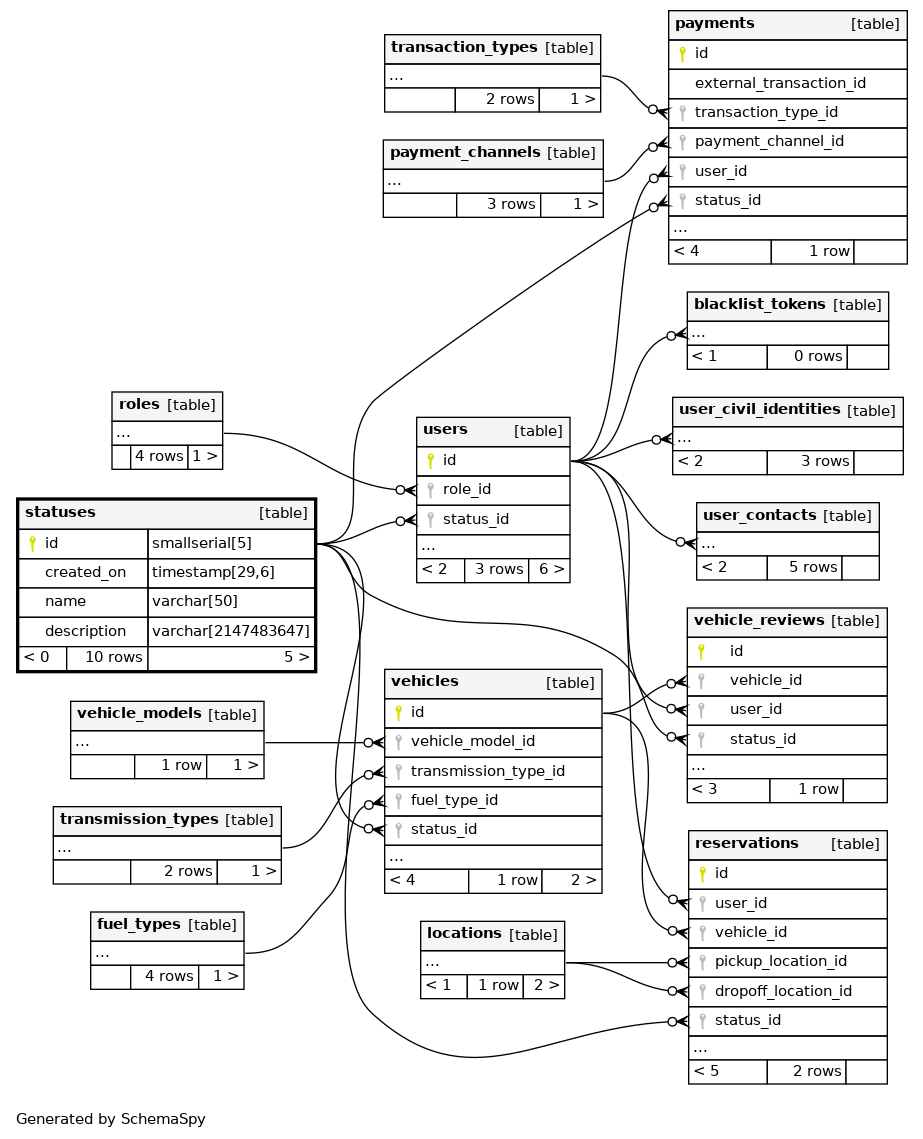 payments [table]
id
external_transaction_id
transaction_type_id
payment_channel_id
user_id
status_id
...
< 4 1 row
transaction_types [table]
...
2 rows 1 >
payment_channels [table]
...
3 rows 1 >
blacklist_tokens [table]
...
< 1 0 rows
roles [table]
...
4 rows 1 >
users [table]
id
role_id
status_id
...
< 2 3 rows 6 >
user_civil_identities [table]
...
< 2 3 rows
statuses [table]
id smallserial[5]
created_on timestamp[29,6]
name varchar[50]
description varchar[2147483647]
< 0 10 rows 5 >
user_contacts [table]
...
< 2 5 rows
vehicle_reviews [table]
id
vehicle_id
user_id
status_id
...
< 3 1 row
vehicles [table]
id
vehicle_model_id
transmission_type_id
fuel_type_id
status_id
...
< 4 1 row 2 >
vehicle_models [table]
...
1 row 1 >
transmission_types [table]
...
2 rows 1 >
fuel_types [table]
...
4 rows 1 >
locations [table]
...
< 1 1 row 2 >
reservations [table]
id
user_id
vehicle_id
pickup_location_id
dropoff_location_id
status_id
...
< 5 2 rows
Generated by SchemaSpy